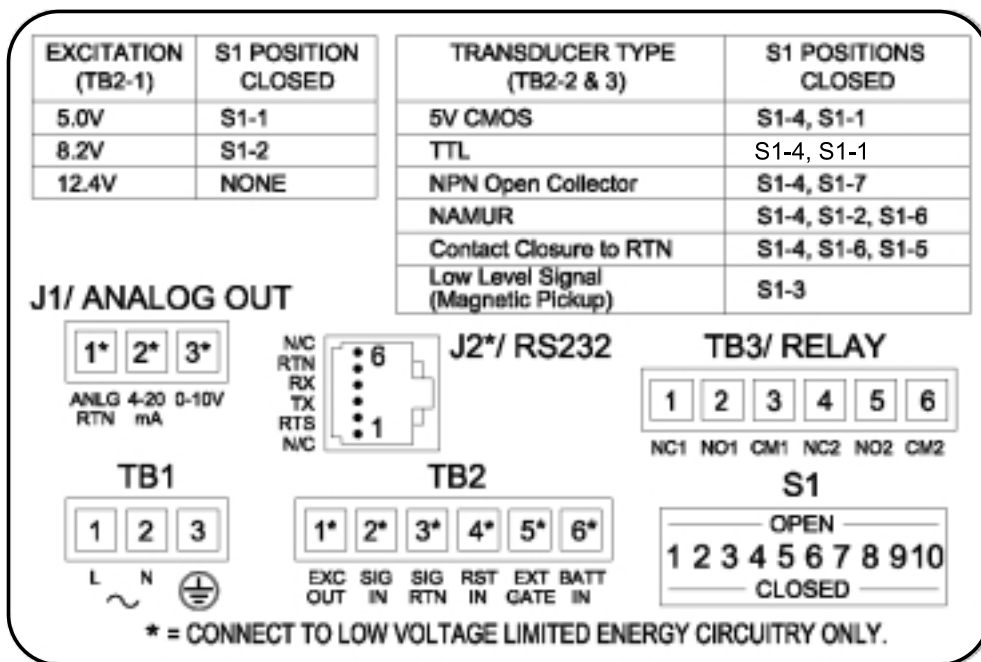 EXCITATION (TB2-1) S1 POSITION CLOSED
5.0V S1-1
8.2V S1-2
12.4V NONE
TRANSDUCER TYPE (TB2-2 & 3) S1 POSITIONS CLOSED
5V CMOS S1-4, S1-1
TTL S1-4, S1-1
NPN Open Collector S1-4, S1-7
NAMUR S1-4, S1-2, S1-6
Contact Closure to RTN S1-4, S1-6, S1-5
Low Level Signal (Magnetic Pickup) S1-3
J1/ ANALOG OUT
1* 2* 3*
ANLG RTN 4-20 mA 0-10V
J2*/ RS232
N/C
RTN
RX
TX
RTS
N/C
6
1
TB3/ RELAY
1 2 3 4 5 6
NC1 NO1 CM1 NC2 NO2 CM2
TB1
1 2 3
L N
TB2
1* 2* 3* 4* 5* 6*
EXC OUT SIG IN SIG RTN RST IN EXT GATE BATT IN
S1
OPEN
1 2 3 4 5 6 7 8 9 10
CLOSED
* = CONNECT TO LOW VOLTAGE LIMITED ENERGY CIRCUITRY ONLY.